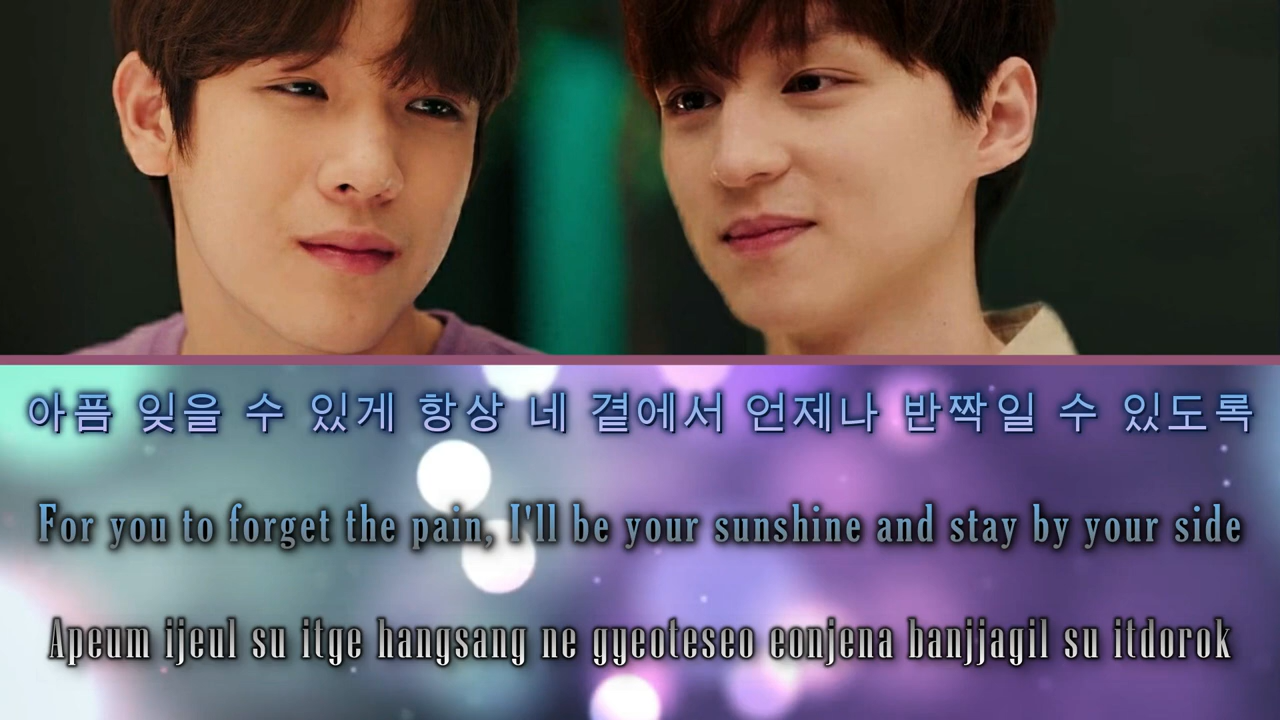 아픔 잊을 수 있게 항상 네 곁에서 언제나 반짝일 수 있도록
For you to forget the pain, I'll be your sunshine and stay by your side
Apeum ijeul su itge hangsang ne gyeoteseo eonjena banjjagil su itdorok